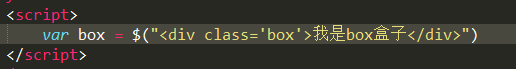 <script>
var box = $("<div class='box'>我是box盒子</div>")
</script>